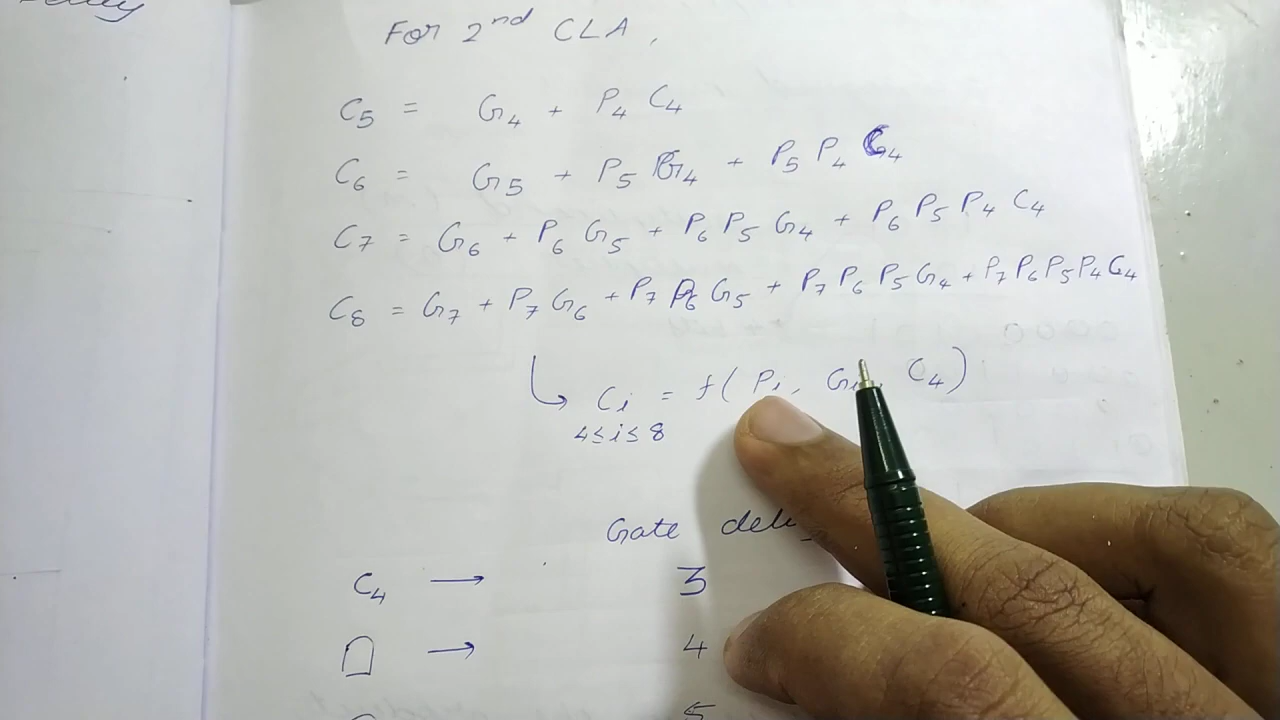 For 2nd CLA,
C5 = G4 + P4 C4
C6 = G5 + P5 G4 + P5 P4 C4
C7 = G6 + P6 G5 + P6 P5 G4 + P6 P5 P4 C4
C8 = G7 + P7 G6 + P7 P6 G5 + P7 P6 P5 G4 + P7 P6 P5 P4 C4
↳ Ci = f(Pi, Gi, C4)
4≤i≤8
Gate
C4 → 3
→ 4
5